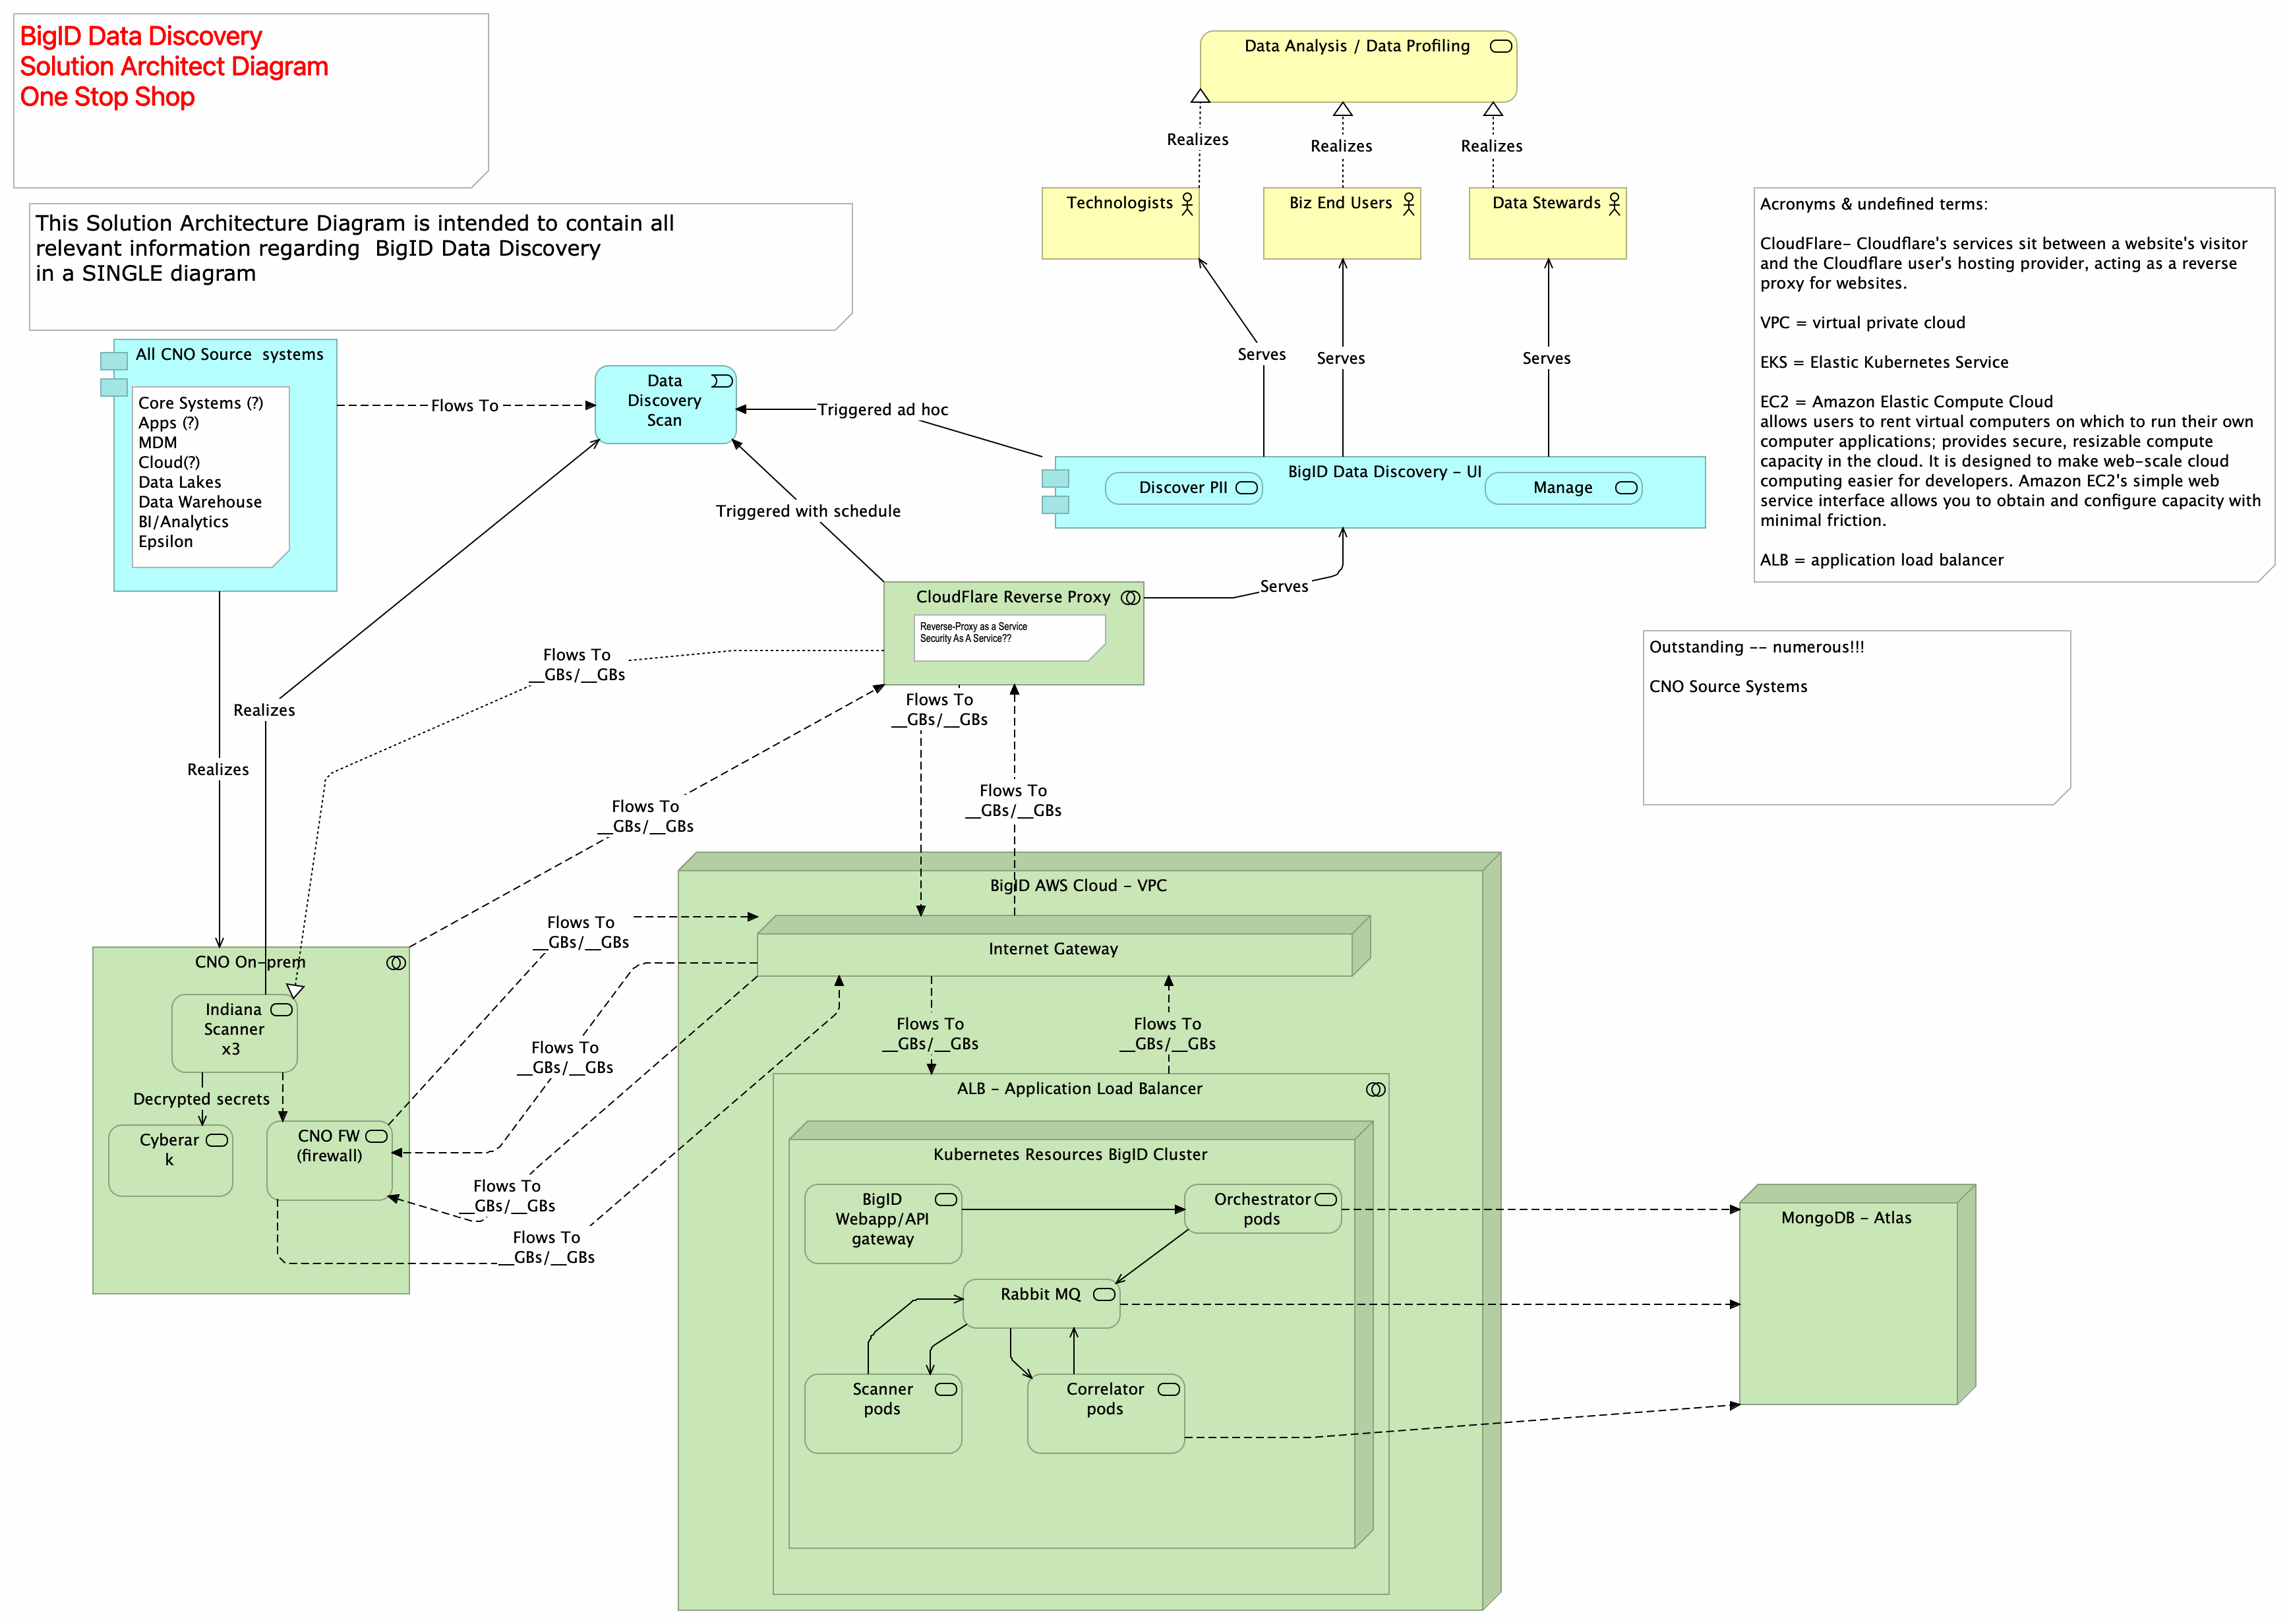 BigID Data Discovery
Solution Architect Diagram
One Stop Shop
This Solution Architecture Diagram is intended to contain all
relevant information regarding  BigID Data Discovery
in a SINGLE diagram
Data Analysis / Data Profiling
Realizes
Realizes
Realizes
Technologists
Biz End Users
Data Stewards
Serves
Serves
Serves
Acronyms & undefined terms:
CloudFlare- Cloudflare's services sit between a website's visitor
and the Cloudflare user's hosting provider, acting as a reverse
proxy for websites.
VPC = virtual private cloud
EKS = Elastic Kubernetes Service
EC2 = Amazon Elastic Compute Cloud
allows users to rent virtual computers on which to run their own
computer applications; provides secure, resizable compute
capacity in the cloud. It is designed to make web-scale cloud
computing easier for developers. Amazon EC2's simple web
service interface allows you to obtain and configure capacity with
minimal friction.
ALB = application load balancer
All CNO Source  systems
Core Systems (?)
Apps (?)
MDM
Cloud(?)
Data Lakes
Data Warehouse
BI/Analytics
Epsilon
Flows To
Data
Discovery
Scan
Triggered ad hoc
BigID Data Discovery - UI
Discover PII
Manage
Triggered with schedule
Serves
CloudFlare Reverse Proxy
Reverse-Proxy as a Service
Security As A Service??
Outstanding -- numerous!!!
CNO Source Systems
Flows To
__GBs/__GBs
Realizes
Realizes
Flows To
__GBs/__GBs
Flows To
__GBs/__GBs
Flows To
__GBs/__GBs
BigID AWS Cloud - VPC
Internet Gateway
Flows To
__GBs/__GBs
CNO On-prem
Indiana
Scanner
x3
Decrypted secrets
Cyberar
k
CNO FW
(firewall)
Flows To
__GBs/__GBs
Flows To
__GBs/__GBs
Flows To
__GBs/__GBs
Flows To
__GBs/__GBs
Flows To
__GBs/__GBs
ALB - Application Load Balancer
Kubernetes Resources BigID Cluster
BigID
Webapp/API
gateway
Orchestrator
pods
Rabbit MQ
Scanner
pods
Correlator
pods
MongoDB - Atlas